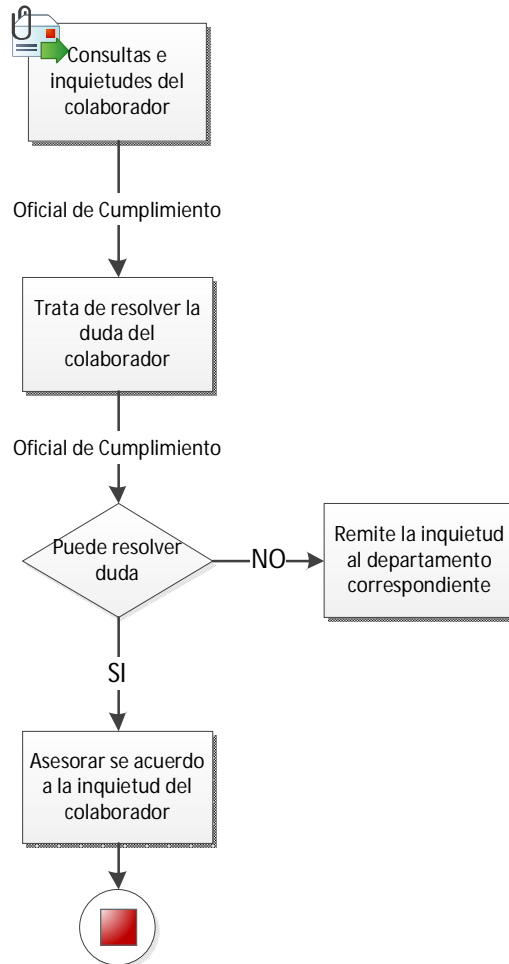 Consultas e
inquietudes del
colaborador
Oficial de Cumplimiento
Trata de resolver la
duda del
colaborador
Oficial de Cumplimiento
Puede resolver
duda
NO
Remite la inquietud
al departamento
correspondiente
SI
Asesorar se acuerdo
a la inquietud del
colaborador